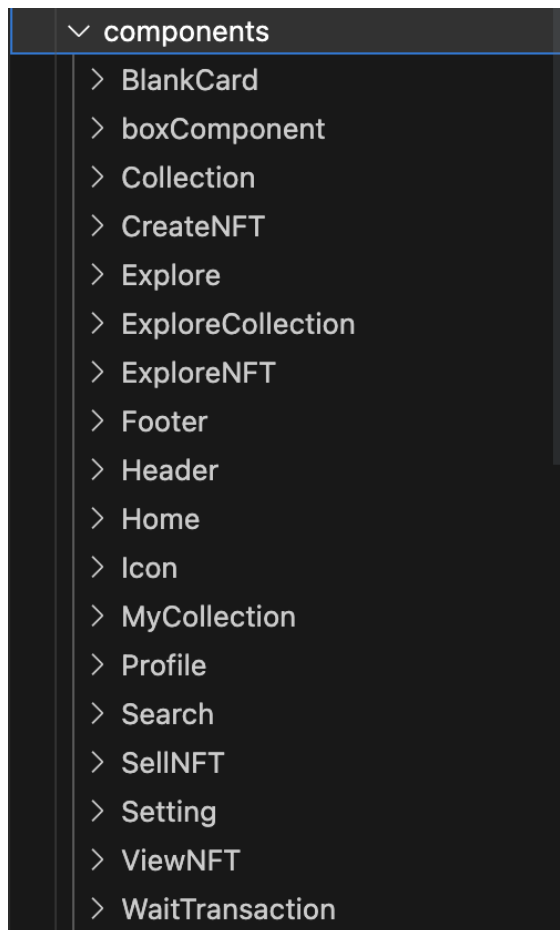 components
BlankCard
boxComponent
Collection
CreateNFT
Explore
ExploreCollection
ExploreNFT
Footer
Header
Home
Icon
MyCollection
Profile
Search
SellNFT
Setting
ViewNFT
WaitTransaction